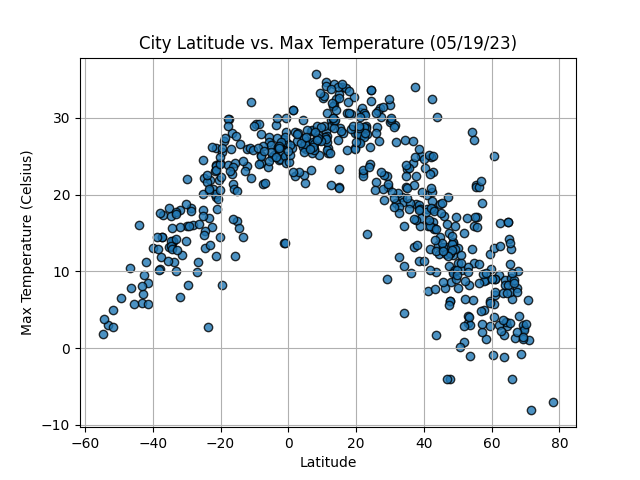 City Latitude vs. Max Temperature (05/19/23)
Max Temperature (Celsius)
30
20
10
0
−10
−60 −40 −20 0 20 40 60 80
Latitude